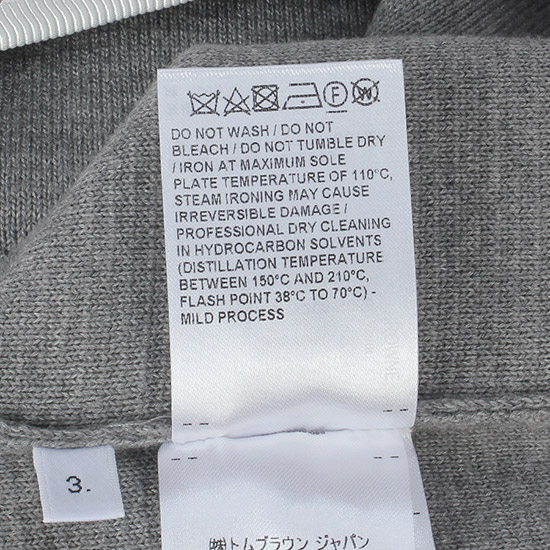 F
DO NOT WASH / DO NOT
BLEACH / DO NOT TUMBLE DRY
/ IRON AT MAXIMUM SOLE
PLATE TEMPERATURE OF 110°C,
STEAM IRONING MAY CAUSE
IRREVERSIBLE DAMAGE /
PROFESSIONAL DRY CLEANING
IN HYDROCARBON SOLVENTS
(DISTILLATION TEMPERATURE
BETWEEN 150°C AND 210°C,
FLASH POINT 38°C TO 70°C) -
MILD PROCESS
3.
㈱トムブラウン ジャパン